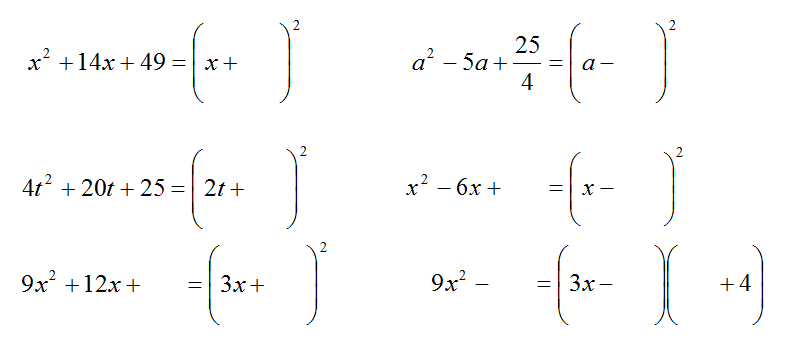 x² + 14x + 49 = (x + )² a² − 5a + 25/4 = (a − )²
4t² + 20t + 25 = (2t + )² x² − 6x + = (x − )²
9x² + 12x + = (3x + )² 9x² − = (3x − )( + 4)